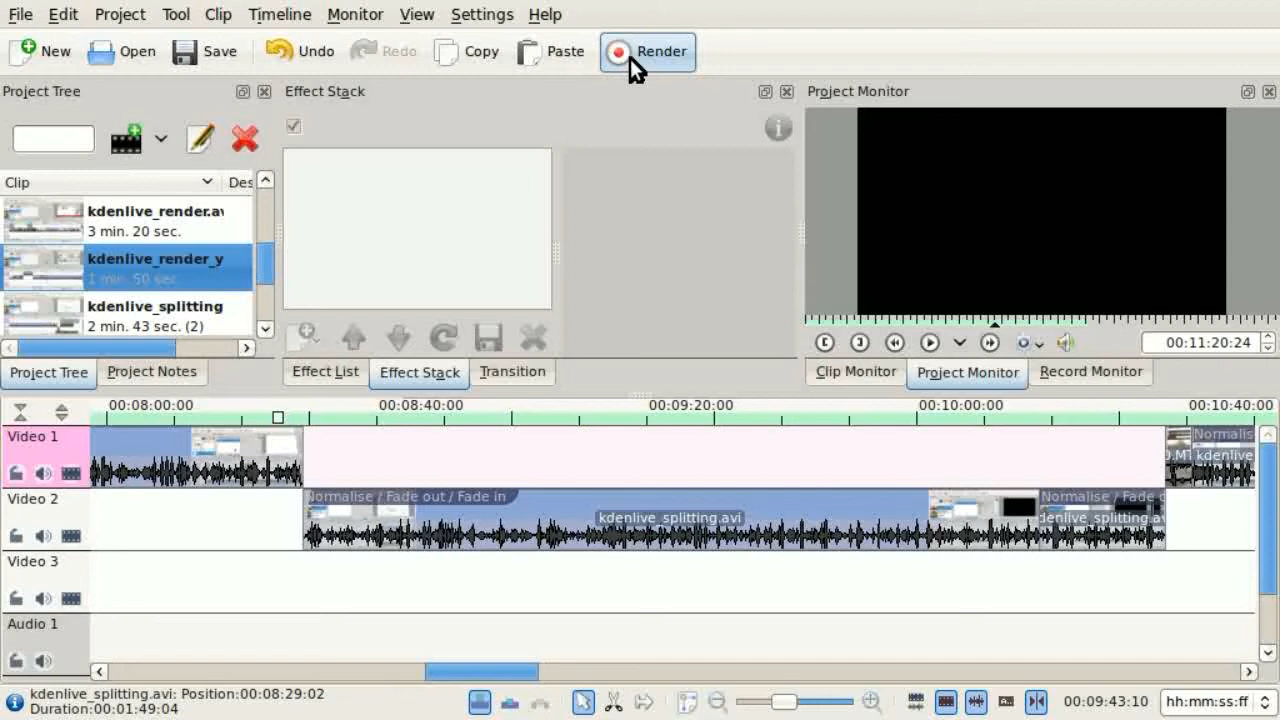 File Edit Project Tool Clip Timeline Monitor View Settings Help
New Open Save Undo Redo Copy Paste Render
Project Tree Effect Stack Project Monitor
Clip Des
kdenlive_render.av
3 min. 20 sec.
kdenlive_render_y
1 min. 50 sec.
kdenlive_splitting
2 min. 43 sec. (2)
00:11:20:24
Project Tree Project Notes Effect List Effect Stack Transition Clip Monitor Project Monitor Record Monitor
00:08:00:00 00:08:40:00 00:09:20:00 00:10:00:00 00:10:40:00
Video 1 Normalis
kdenlive
Video 2 Normalise / Fade out / Fade in Normalise / Fade o
kdenlive_splitting.avi denlive_splitting.av
Video 3
Audio 1
kdenlive_splitting.avi: Position:00:08:29:02
Duration:00:01:49:04
00:09:43:10 hh:mm:ss:ff